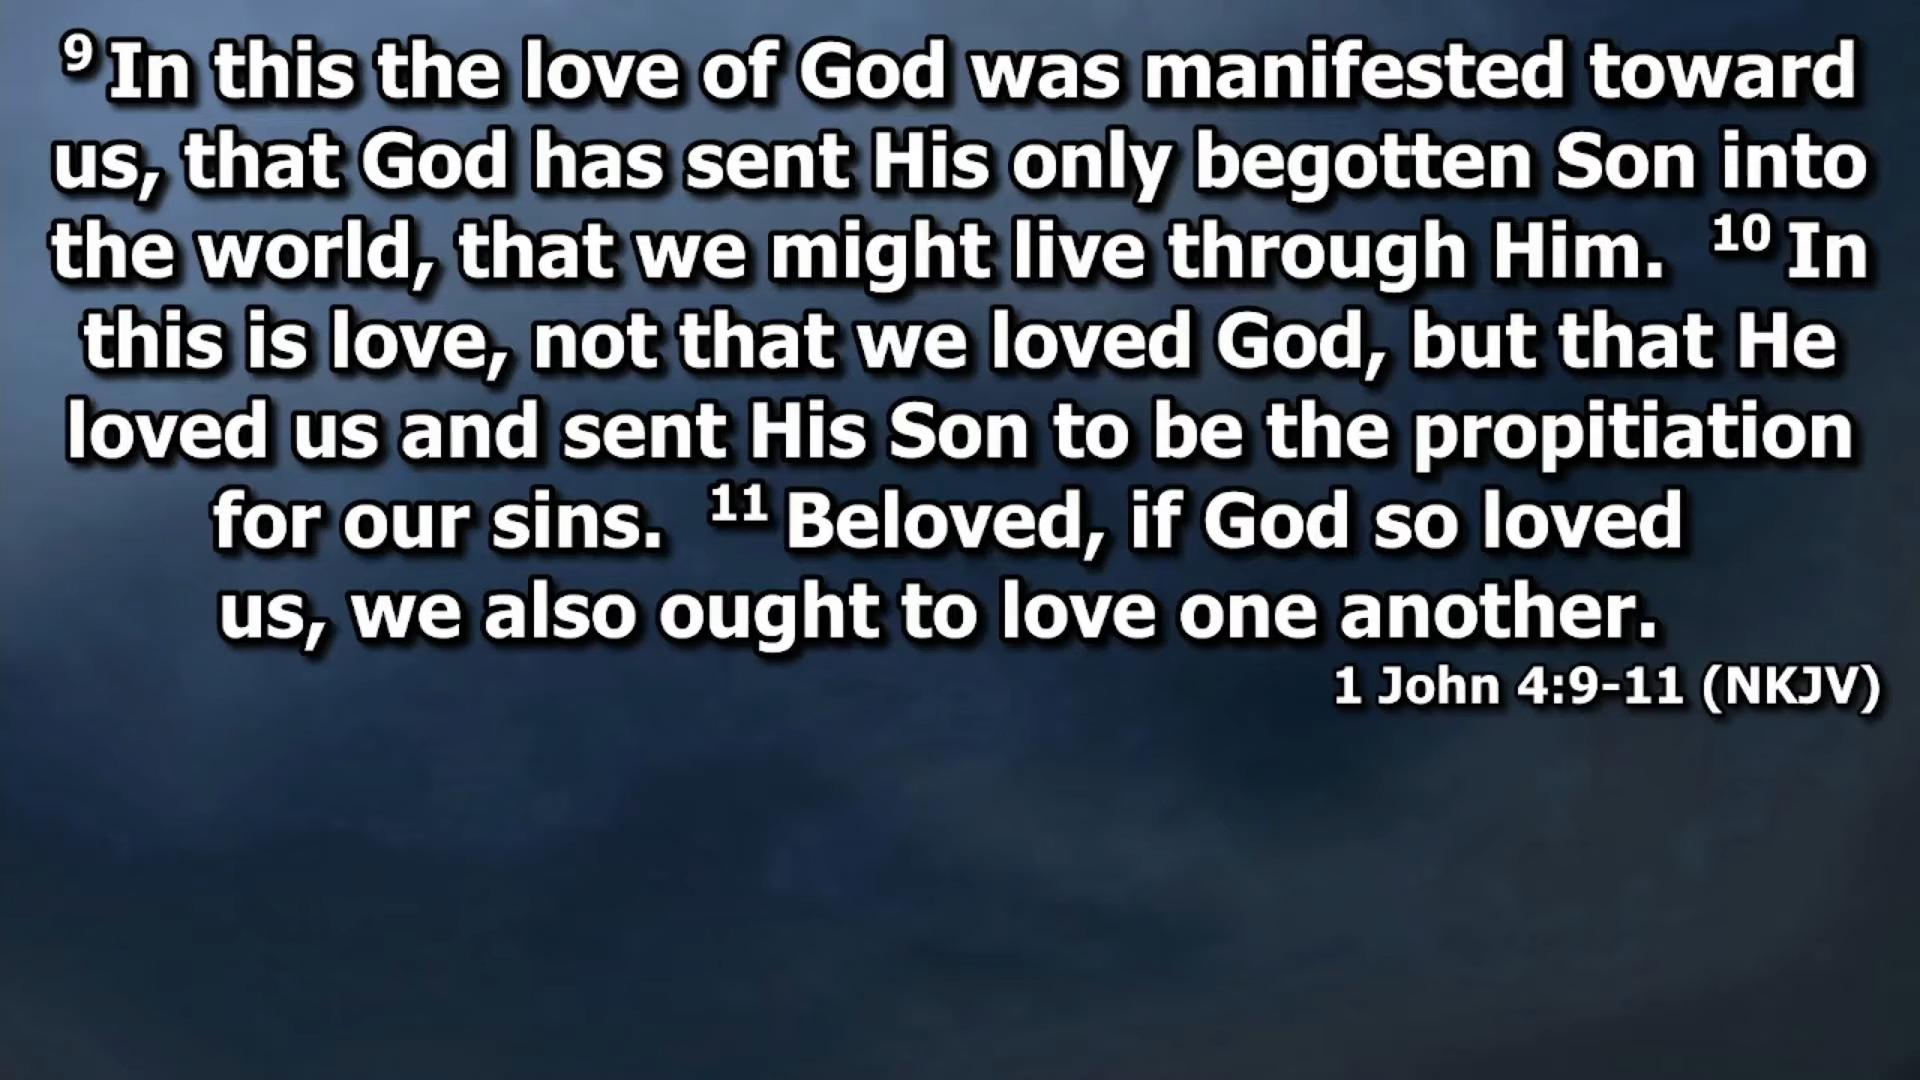 ⁹ In this the love of God was manifested toward
us, that God has sent His only begotten Son into
the world, that we might live through Him. ¹⁰ In
this is love, not that we loved God, but that He
loved us and sent His Son to be the propitiation
for our sins. ¹¹ Beloved, if God so loved
us, we also ought to love one another.
1 John 4:9-11 (NKJV)